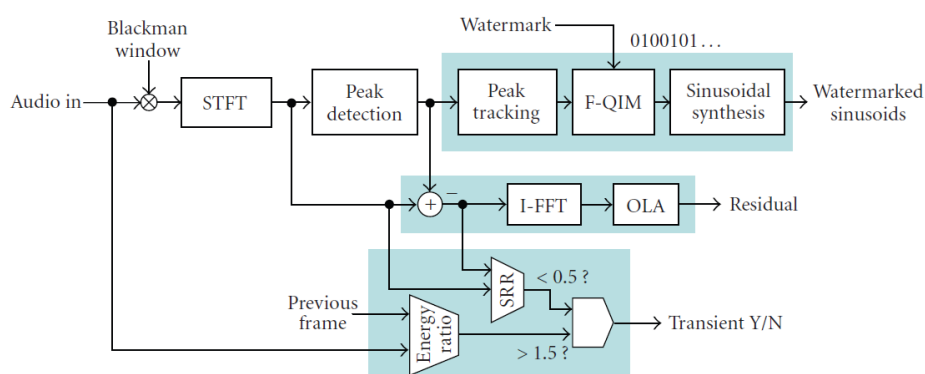 Blackman
window
Watermark
0100101...
Audio in
STFT
Peak
detection
Peak
tracking
F-QIM
Sinusoidal
synthesis
Watermarked
sinusoids
+
−
I-FFT
OLA
Residual
SRR
< 0.5 ?
Previous
frame
Energy
ratio
> 1.5 ?
Transient Y/N